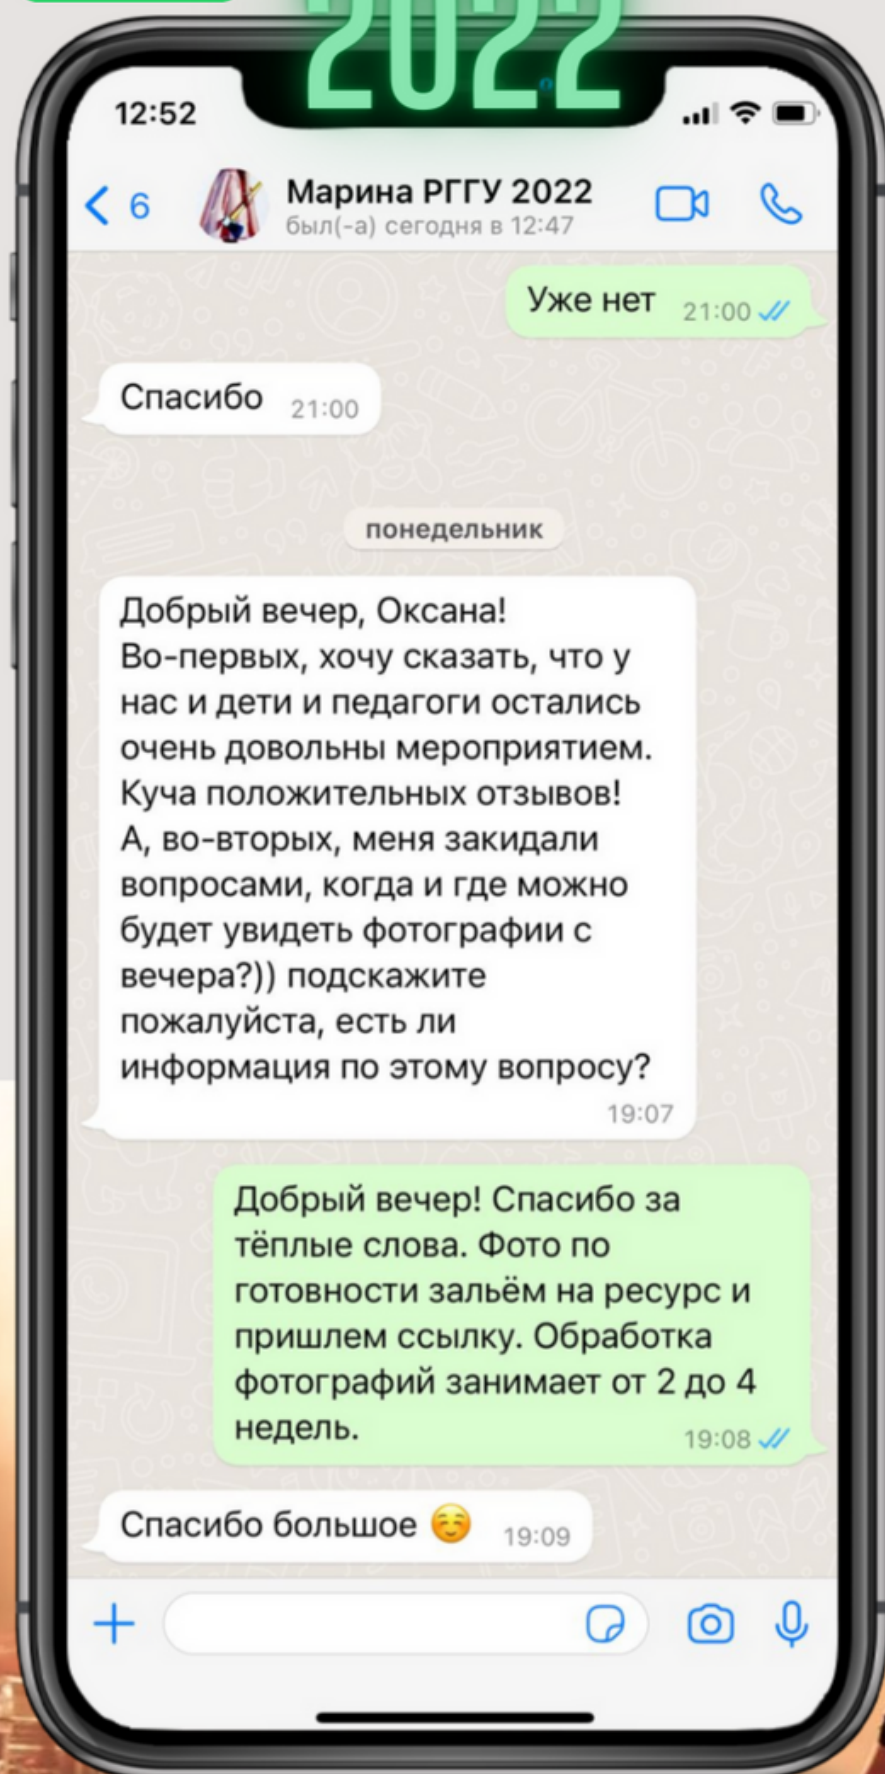 2022
12:52
6
Марина РГГУ 2022
был(-а) сегодня в 12:47
Уже нет 21:00
Спасибо 21:00
понедельник
Добрый вечер, Оксана!
Во-первых, хочу сказать, что у
нас и дети и педагоги остались
очень довольны мероприятием.
Куча положительных отзывов!
А, во-вторых, меня закидали
вопросами, когда и где можно
будет увидеть фотографии с
вечера?)) подскажите
пожалуйста, есть ли
информация по этому вопросу?
19:07
Добрый вечер! Спасибо за
тёплые слова. Фото по
готовности зальём на ресурс и
пришлем ссылку. Обработка
фотографий занимает от 2 до 4
недель. 19:08
Спасибо большое ☺️ 19:09